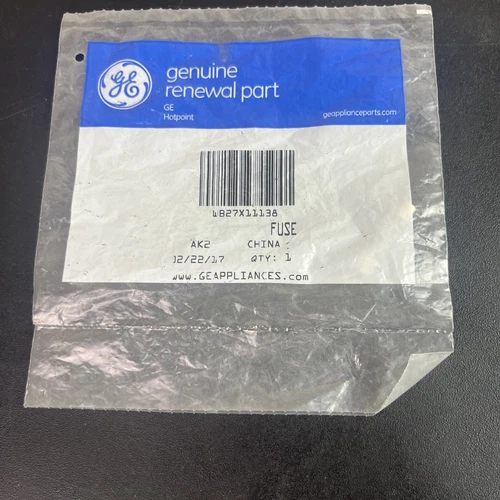 GE
genuine
renewal part
GE
Hotpoint
geapplianceparts.com
WB27X11138
FUSE
AK2 CHINA
02/22/17 QTY: 1
www.GEAPPLIANCES.com